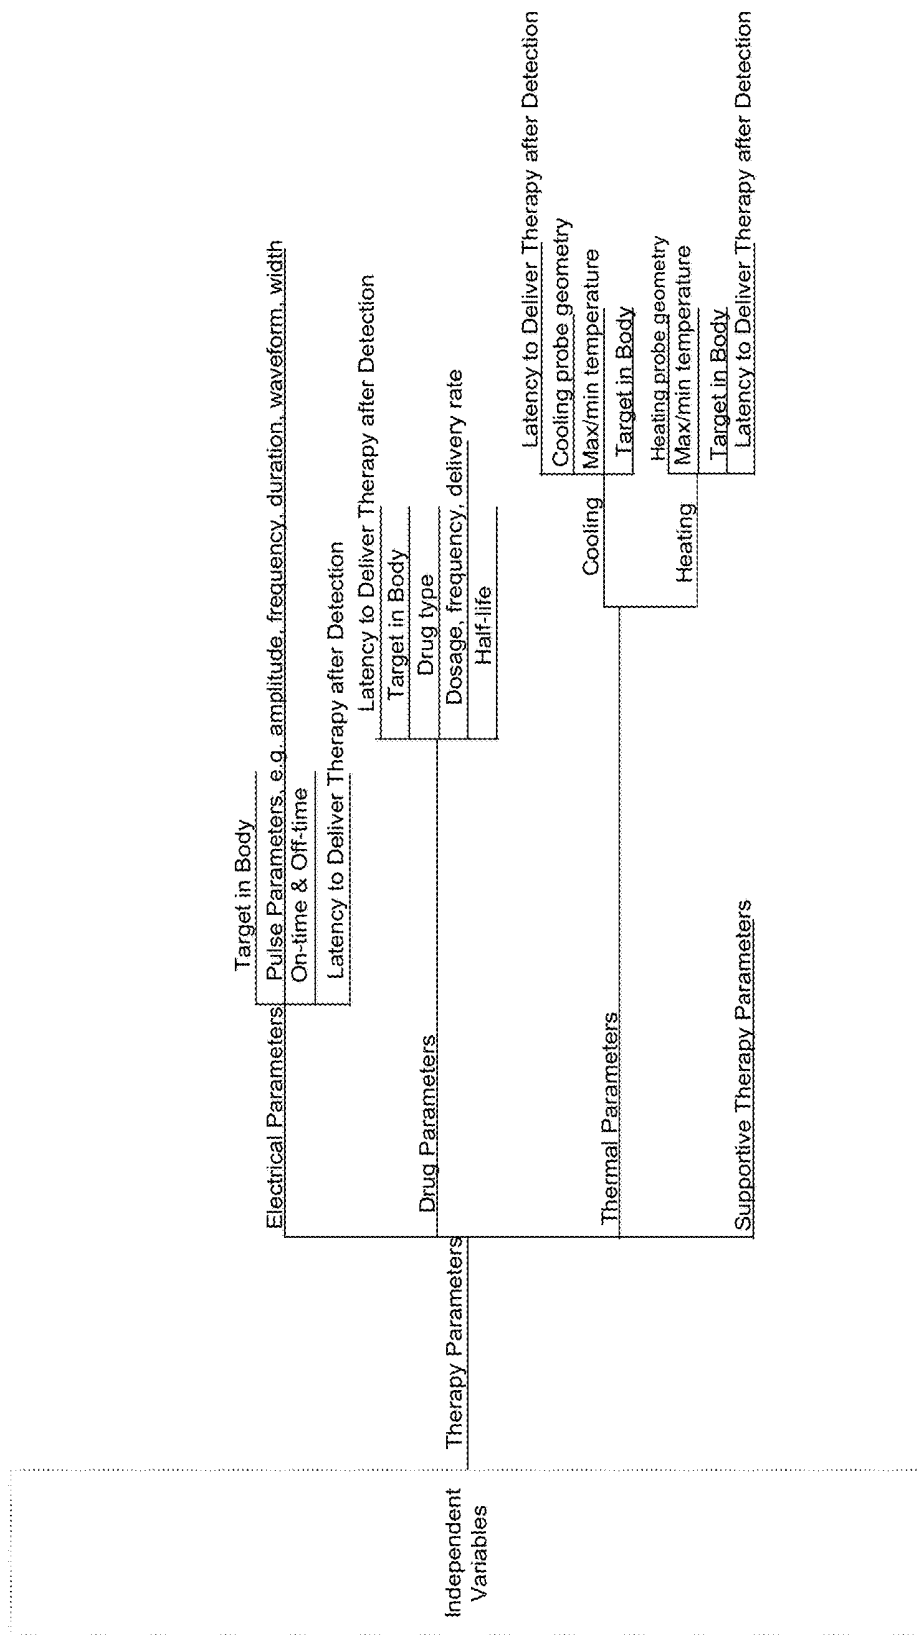 Independent
Variables
Therapy Parameters
Electrical Parameters
Target in Body
Pulse Parameters, e.g. amplitude, frequency, duration, waveform, width
On-time & Off-time
Latency to Deliver Therapy after Detection
Drug Parameters
Latency to Deliver Therapy after Detection
Target in Body
Drug type
Dosage, frequency, delivery rate
Half-life
Thermal Parameters
Cooling
Latency to Deliver Therapy after Detection
Cooling probe geometry
Max/min temperature
Target in Body
Heating
Heating probe geometry
Max/min temperature
Target in Body
Latency to Deliver Therapy after Detection
Supportive Therapy Parameters